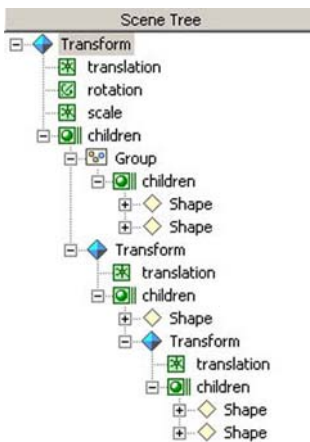 Scene Tree
Transform
translation
rotation
scale
children
Group
children
Shape
Shape
Transform
translation
children
Shape
Transform
translation
children
Shape
Shape